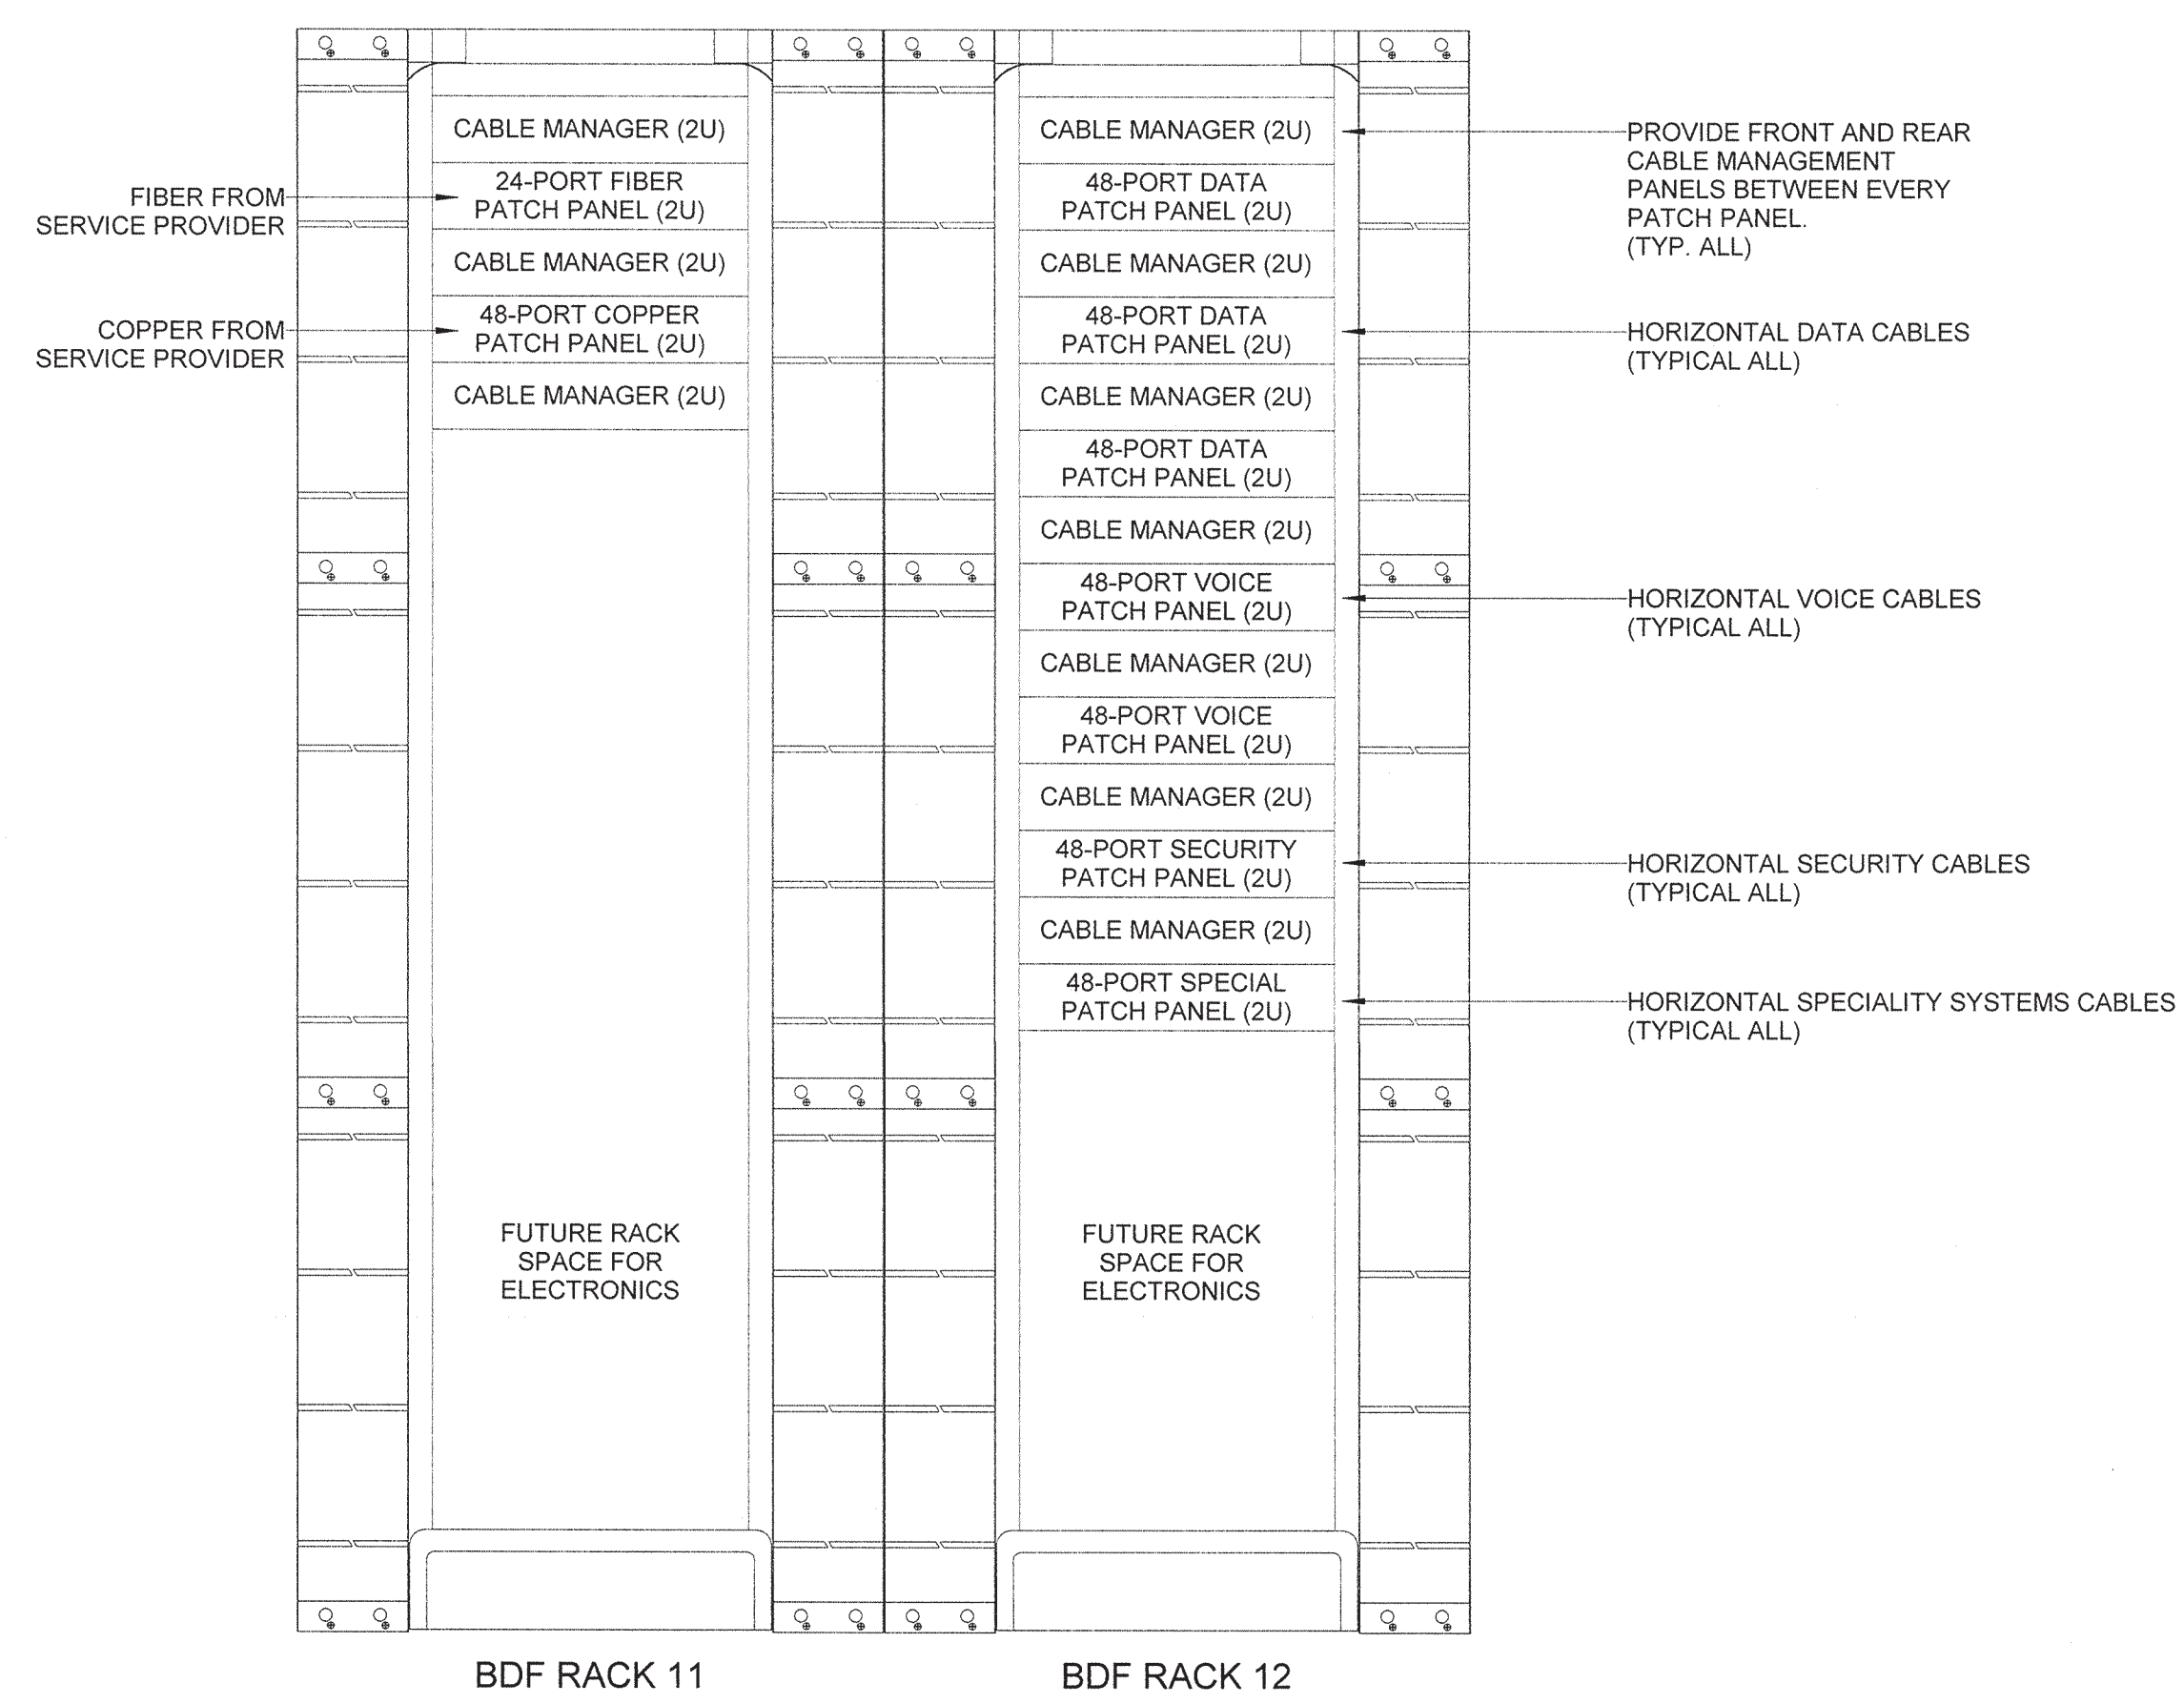 FIBER FROM
SERVICE PROVIDER
COPPER FROM
SERVICE PROVIDER
CABLE MANAGER (2U)
24-PORT FIBER
PATCH PANEL (2U)
CABLE MANAGER (2U)
48-PORT COPPER
PATCH PANEL (2U)
CABLE MANAGER (2U)
FUTURE RACK
SPACE FOR
ELECTRONICS
BDF RACK 11
CABLE MANAGER (2U)
48-PORT DATA
PATCH PANEL (2U)
CABLE MANAGER (2U)
48-PORT DATA
PATCH PANEL (2U)
CABLE MANAGER (2U)
48-PORT DATA
PATCH PANEL (2U)
CABLE MANAGER (2U)
48-PORT VOICE
PATCH PANEL (2U)
CABLE MANAGER (2U)
48-PORT VOICE
PATCH PANEL (2U)
CABLE MANAGER (2U)
48-PORT SECURITY
PATCH PANEL (2U)
CABLE MANAGER (2U)
48-PORT SPECIAL
PATCH PANEL (2U)
FUTURE RACK
SPACE FOR
ELECTRONICS
BDF RACK 12
PROVIDE FRONT AND REAR
CABLE MANAGEMENT
PANELS BETWEEN EVERY
PATCH PANEL.
(TYP. ALL)
HORIZONTAL DATA CABLES
(TYPICAL ALL)
HORIZONTAL VOICE CABLES
(TYPICAL ALL)
HORIZONTAL SECURITY CABLES
(TYPICAL ALL)
HORIZONTAL SPECIALITY SYSTEMS CABLES
(TYPICAL ALL)